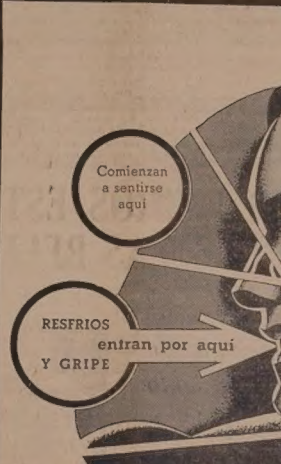 Comienzan
a sentirse
aquí
RESFRIOS
entran por aquí
Y GRIPE